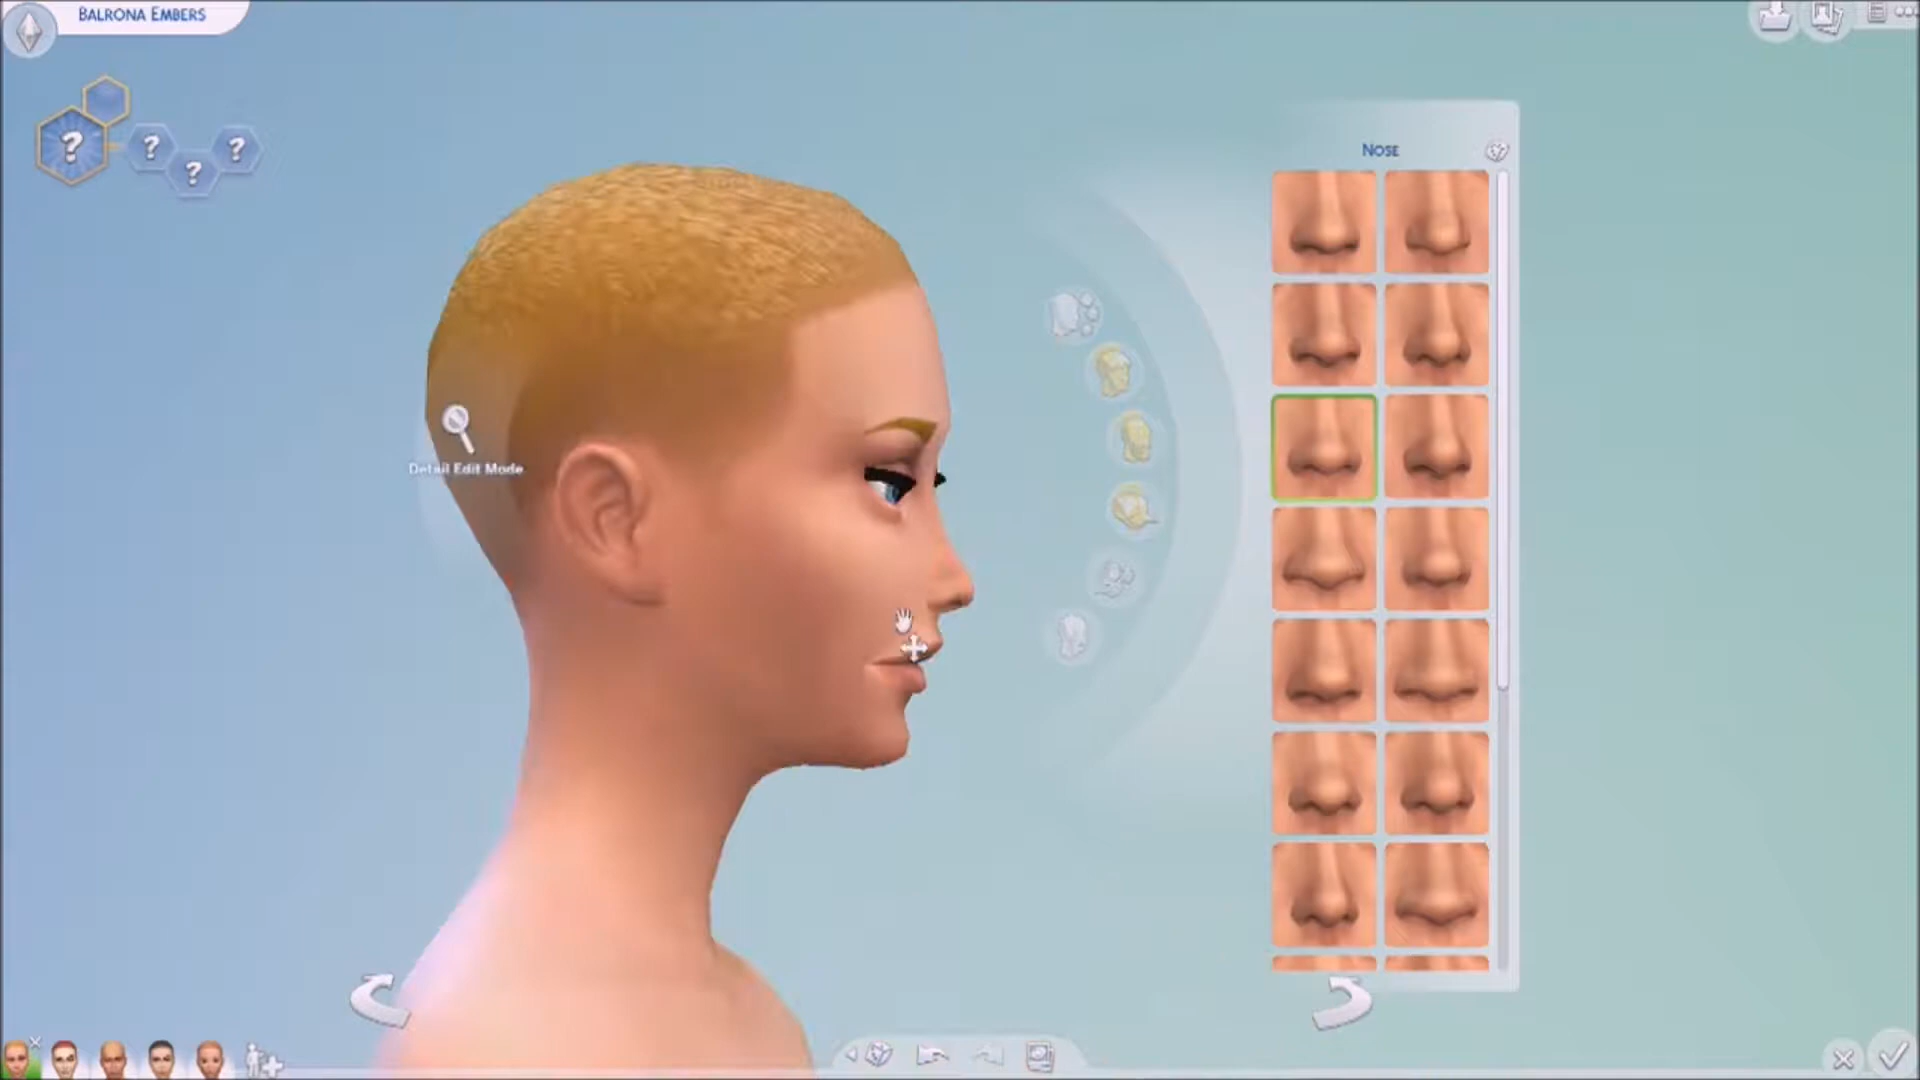 BALRONA EMBERS
?
? ? ?
NOSE
Detail Edit Mode